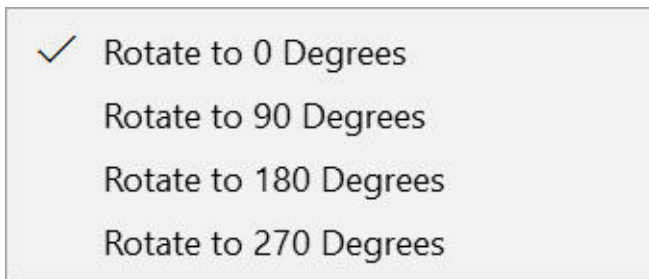 Rotate to 0 Degrees
Rotate to 90 Degrees
Rotate to 180 Degrees
Rotate to 270 Degrees